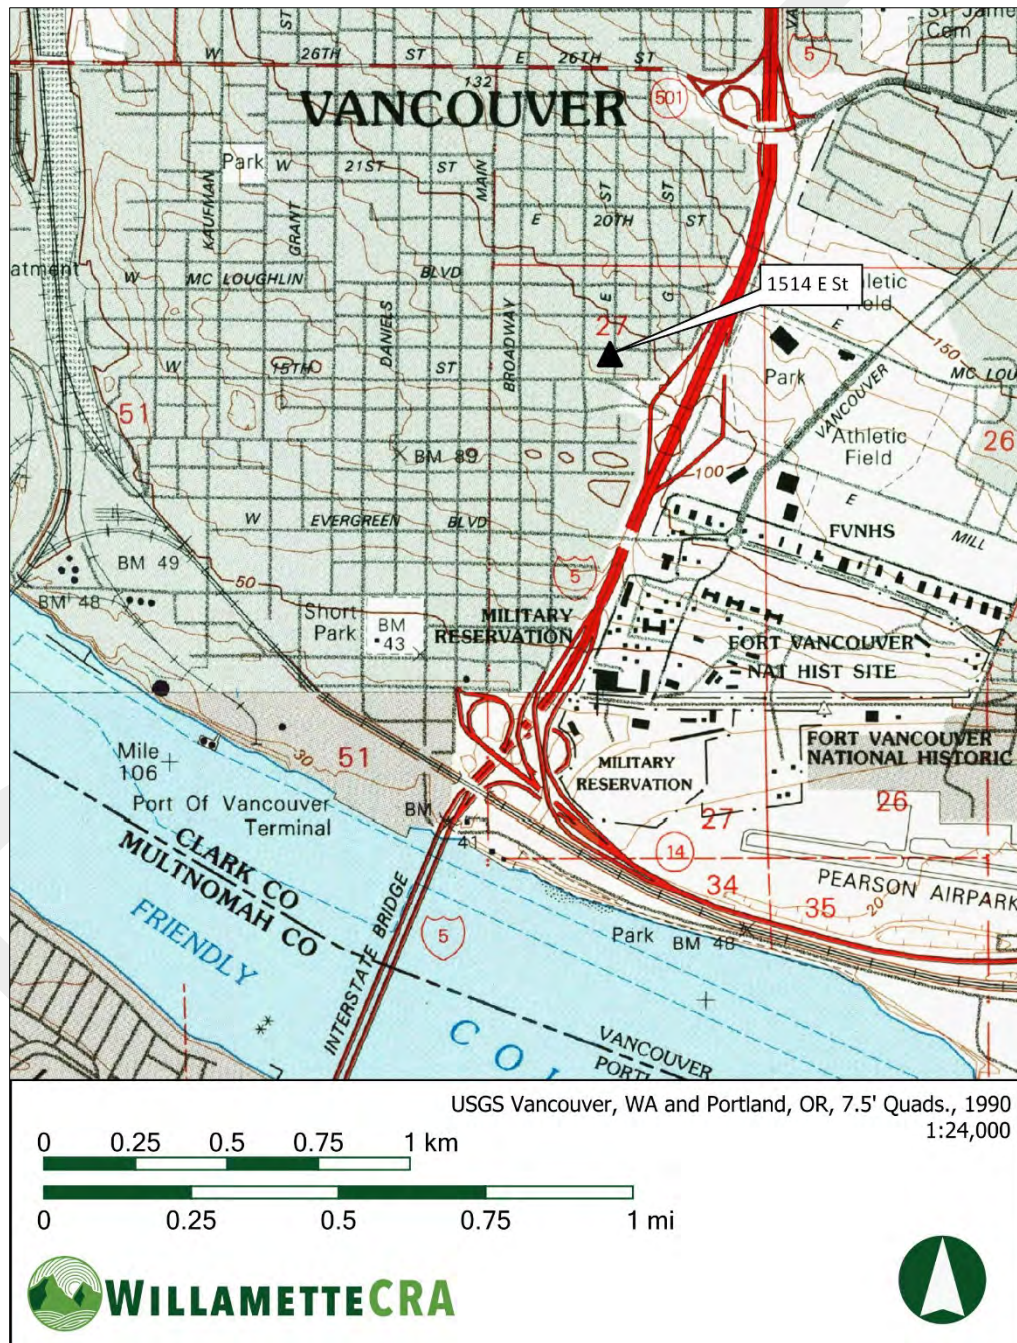 St James
Cem
W 26TH ST E 26TH ST
132
5
501
VANCOUVER
Park
W 21ST ST
MAIN
KAUFMAN
GRANT
E 20TH ST
ST
ST
atment
W MC LOUGHLIN BLVD
1514 E St
Athletic
Field
E
G
27
E
DANIELS
BROADWAY
150
W 15TH ST
Park
MC LOU
VANCOUVER
51
Athletic
Field
26
BM 89
100
W EVERGREEN BLVD
E
MILL
FVNHS
BM 49
5
50
BM 48
Short
Park
BM
43
MILITARY
RESERVATION
FORT VANCOUVER
NAT HIST SITE
Mile
106
30
51
FORT VANCOUVER
NATIONAL HISTORIC
MILITARY
RESERVATION
Port Of Vancouver
Terminal
BM
41
27
26
14
CLARK CO
MULTNOMAH CO
34
35
PEARSON AIRPARK
20
FRIENDLY
INTERSTATE BRIDGE
5
Park
BM 48
COL
VANCOUVER
PORTL
USGS Vancouver, WA and Portland, OR, 7.5' Quads., 1990
1:24,000
0 0.25 0.5 0.75 1 km
0 0.25 0.5 0.75 1 mi
WILLAMETTECRA